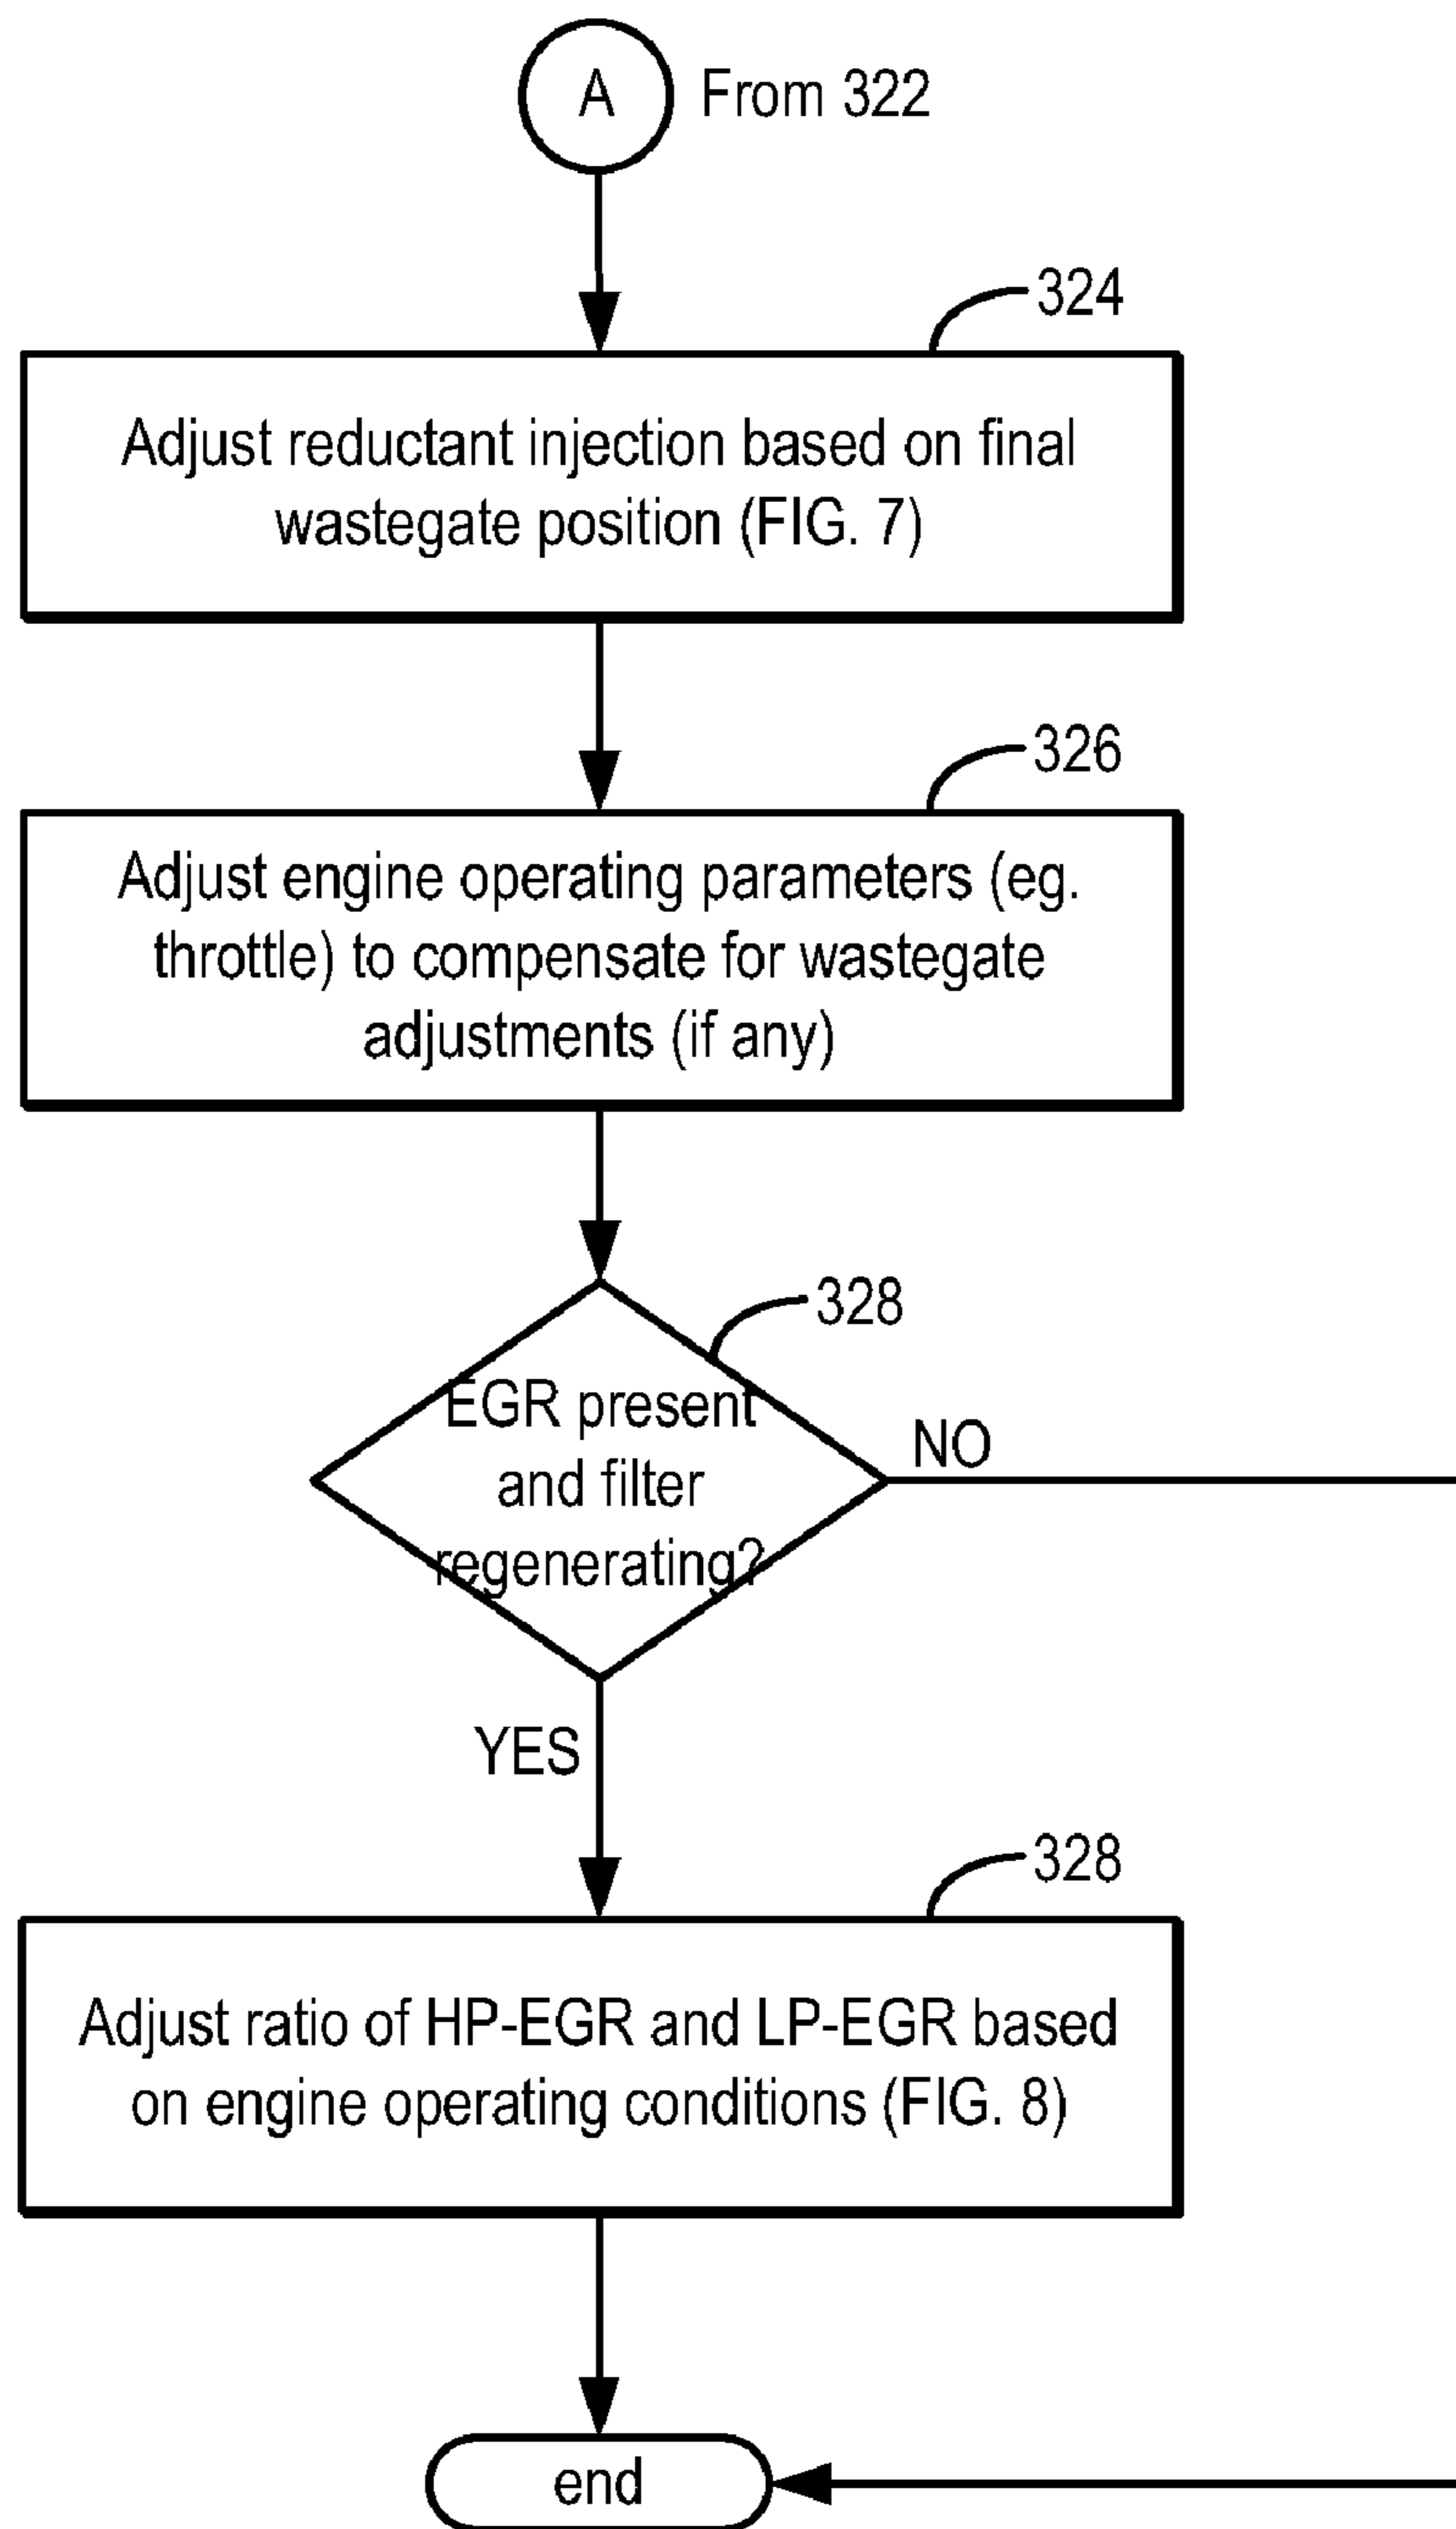 A
From 322
324
Adjust reductant injection based on final
wastegate position (FIG. 7)
326
Adjust engine operating parameters (eg.
throttle) to compensate for wastegate
adjustments (if any)
328
EGR present
and filter
regenerating?
NO
YES
328
Adjust ratio of HP-EGR and LP-EGR based
on engine operating conditions (FIG. 8)
end